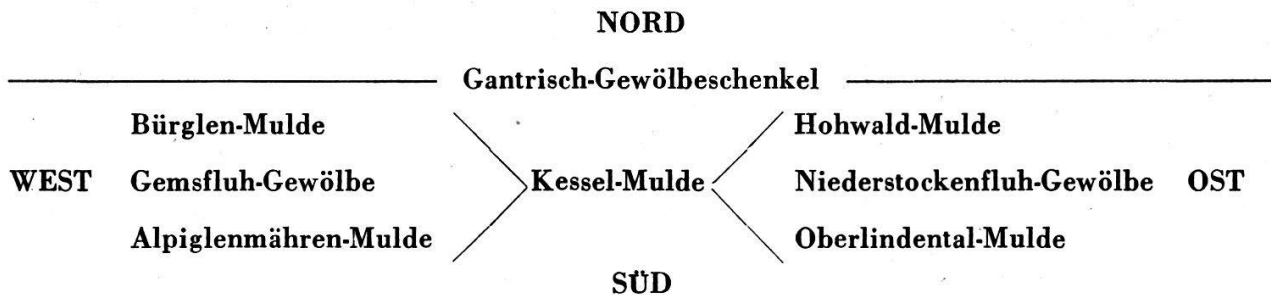 NORD
Gantrisch-Gewölbeschenkel
Bürglen-Mulde Hohwald-Mulde
WEST Gemsfluh-Gewölbe Kessel-Mulde Niederstockenfluh-Gewölbe OST
Alpiglenmähren-Mulde Oberlindental-Mulde
SÜD